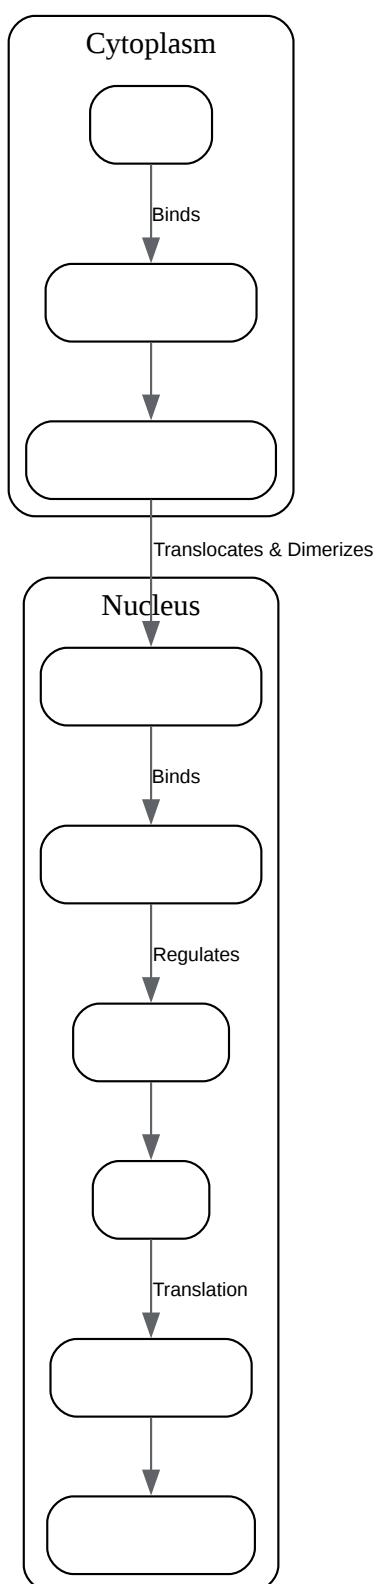 Cytoplasm
Binds
Translocates & Dimerizes
Nucleus
Binds
Regulates
Translation